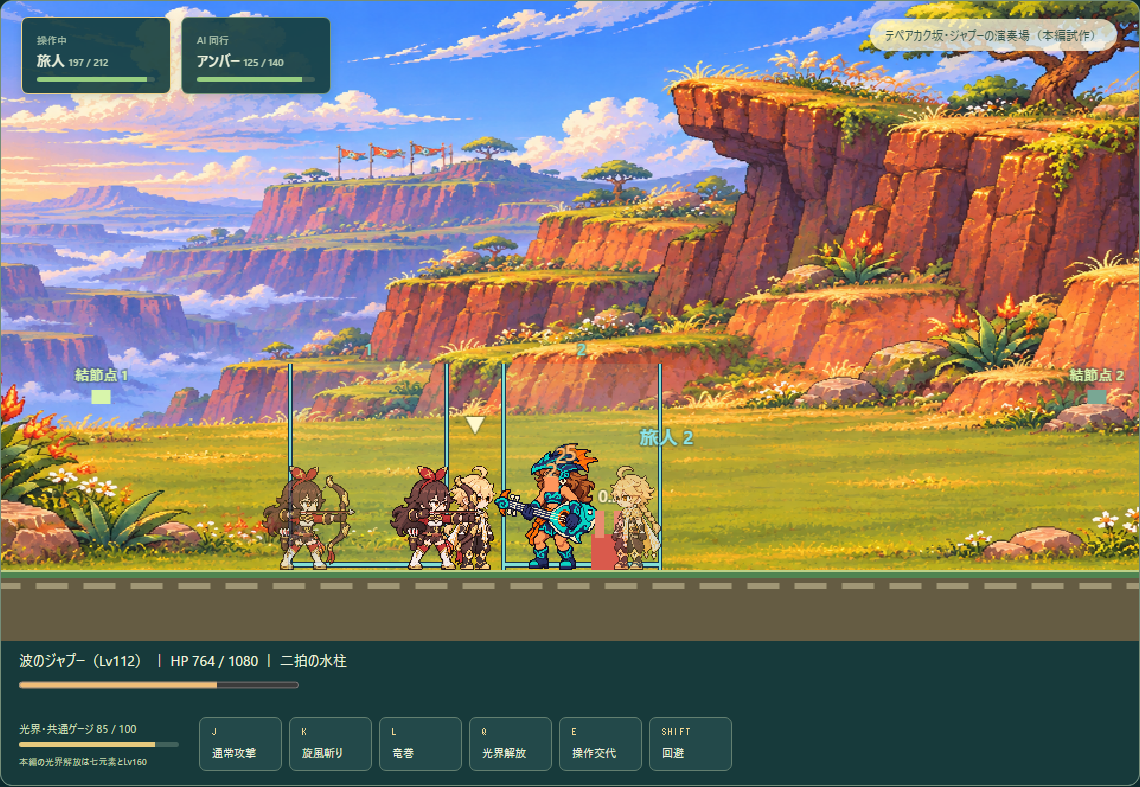 操作中
旅人 197 / 212
AI 同行
アンバー 125 / 140
テペアカク坂・ジャプーの演奏場（本編試作）
1
2
結節点 1
結節点 2
旅人 2
25
波のジャプー（Lv112） | HP 764 / 1080 | 二拍の水柱
光界・共通ゲージ 85 / 100
本編の光界解放は七元素とLv160
J
通常攻撃
K
旋風斬り
L
竜巻
Q
光界解放
E
操作交代
SHIFT
回避